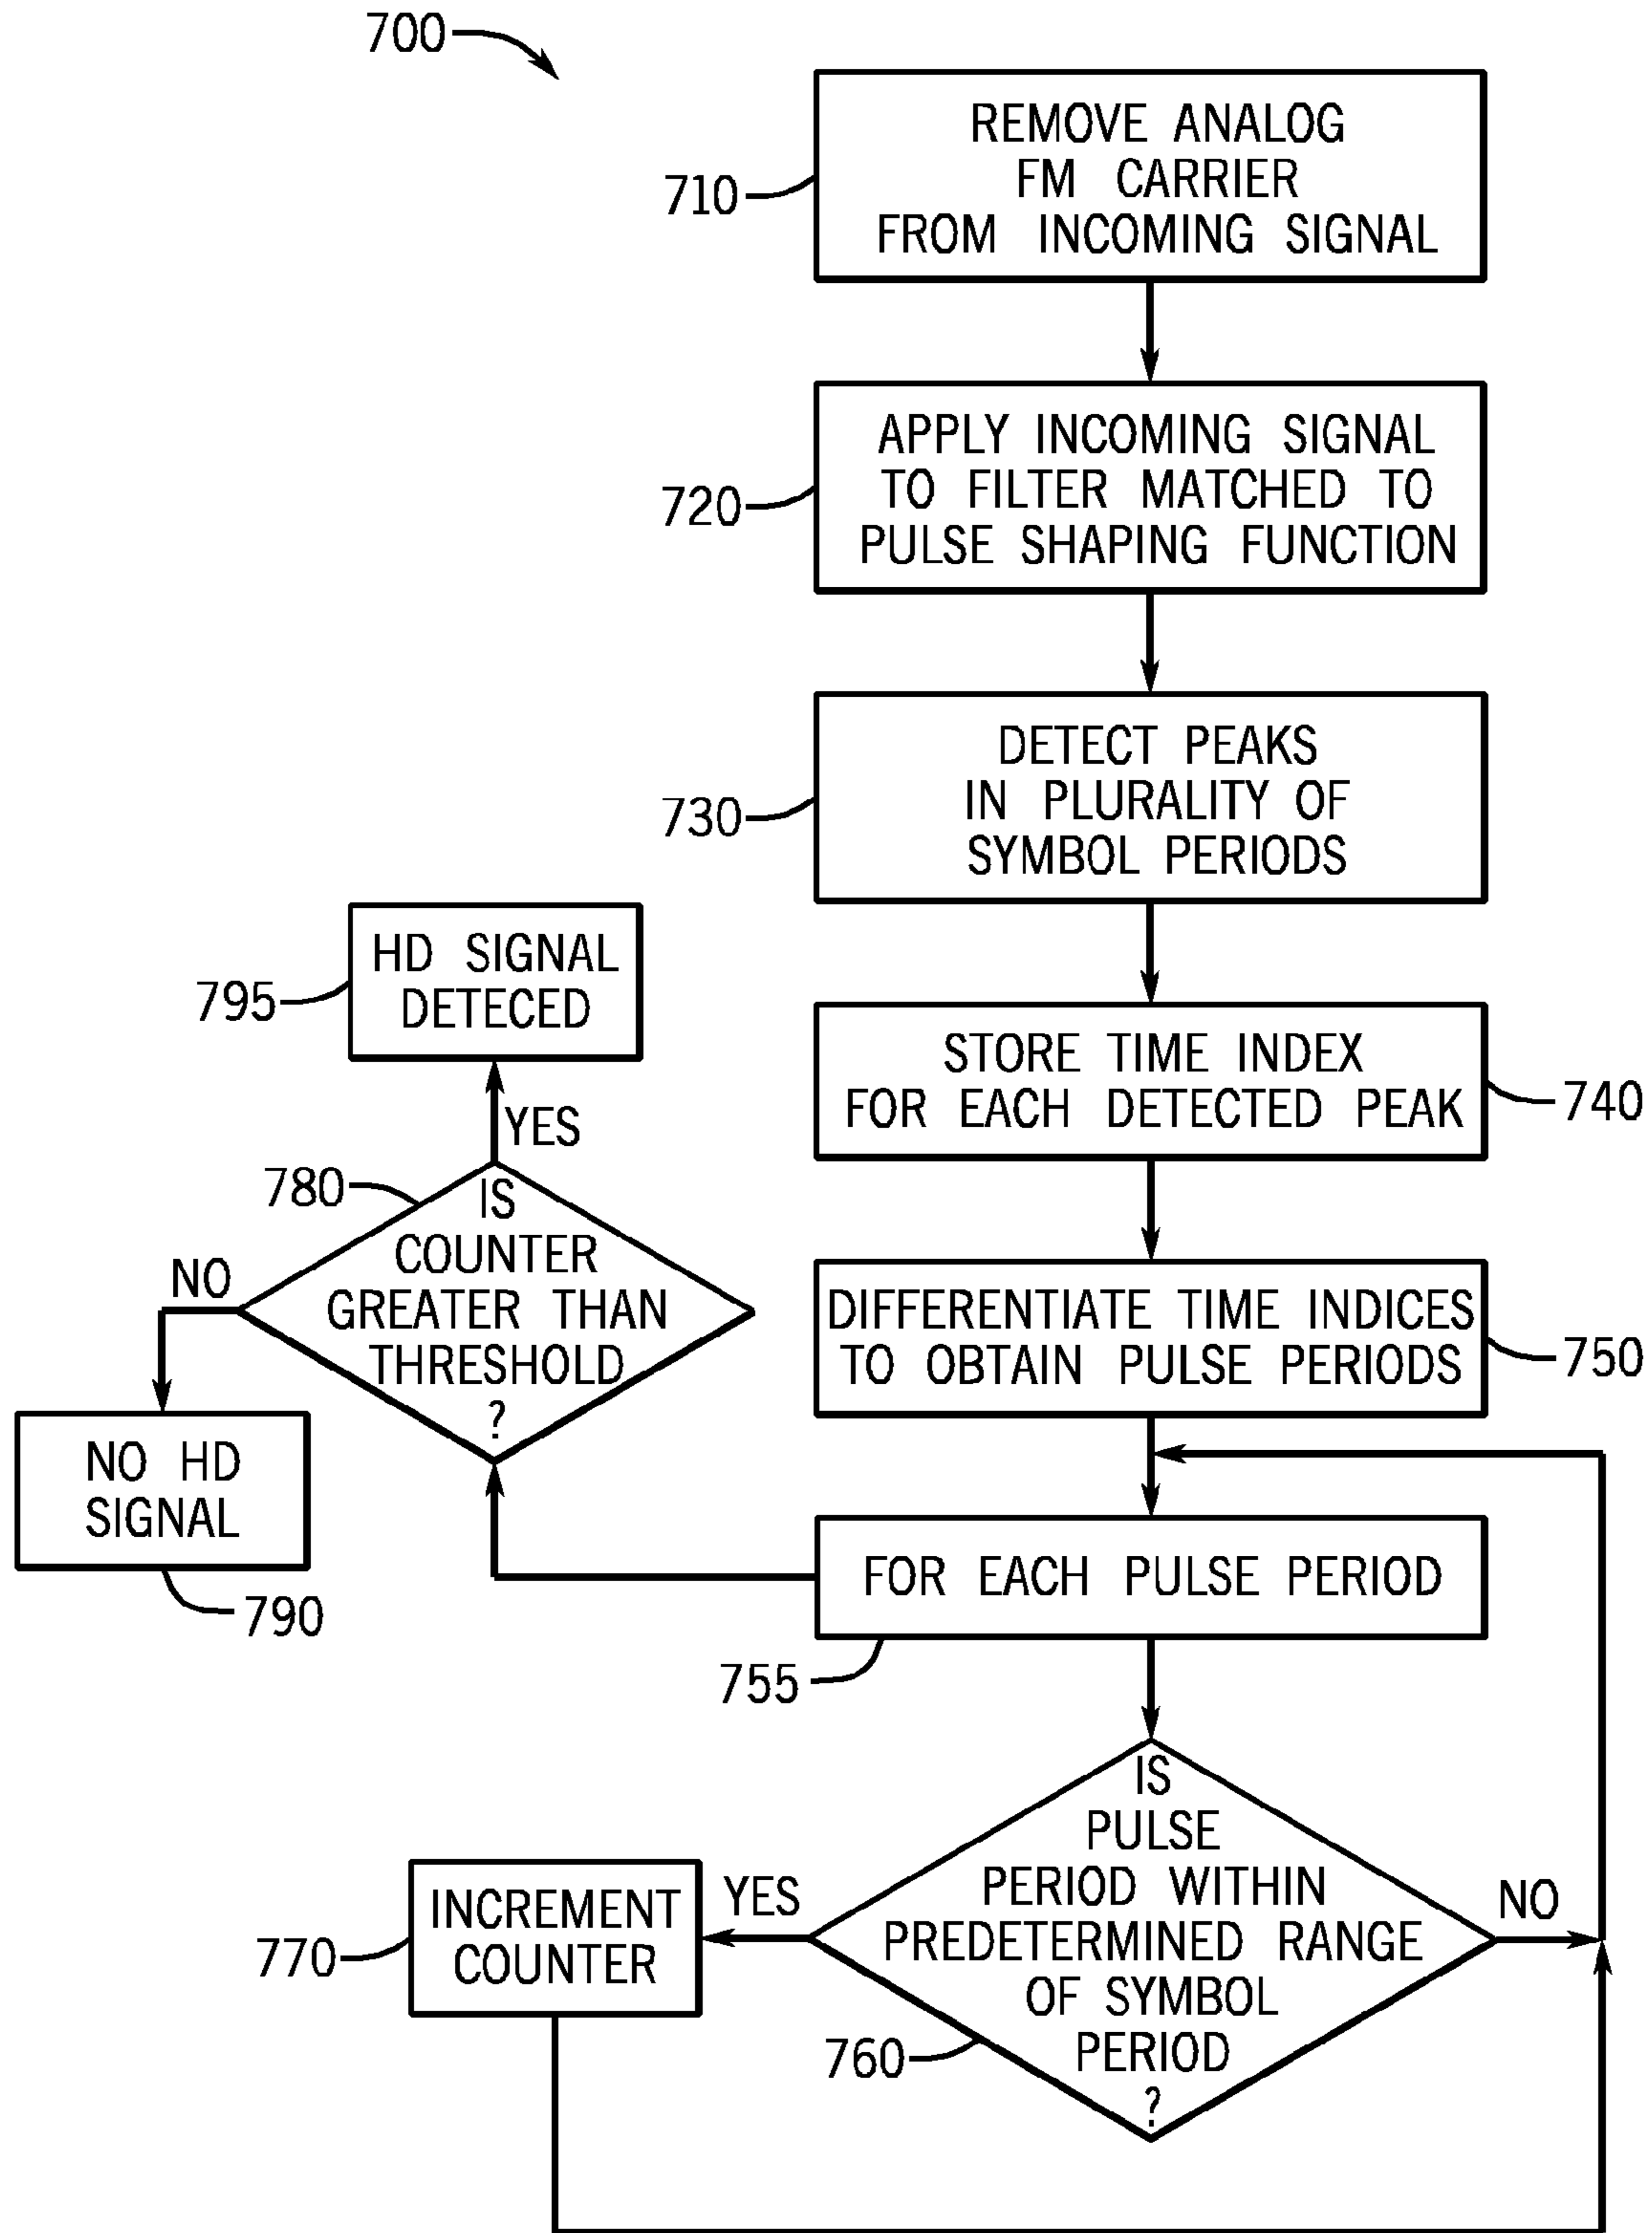 700
REMOVE ANALOG
FM CARRIER
FROM INCOMING SIGNAL
710
APPLY INCOMING SIGNAL
TO FILTER MATCHED TO
PULSE SHAPING FUNCTION
720
DETECT PEAKS
IN PLURALITY OF
SYMBOL PERIODS
730
STORE TIME INDEX
FOR EACH DETECTED PEAK
740
DIFFERENTIATE TIME INDICES
TO OBTAIN PULSE PERIODS
750
FOR EACH PULSE PERIOD
755
IS
PULSE
PERIOD WITHIN
PREDETERMINED RANGE
OF SYMBOL
PERIOD
?
760
NO
YES
INCREMENT
COUNTER
770
IS
COUNTER
GREATER THAN
THRESHOLD
?
780
YES
HD SIGNAL
DETECED
795
NO
NO HD
SIGNAL
790